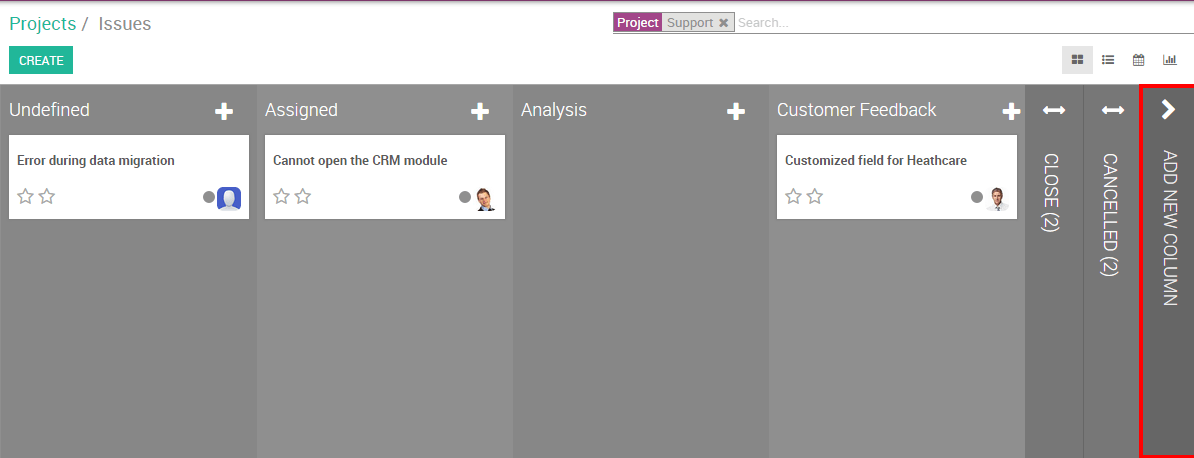 Projects / Issues
Project Support ✖ Search...
CREATE
Undefined
Assigned
Analysis
Customer Feedback
Error during data migration
Cannot open the CRM module
Customized field for Heathcare
CLOSE (2)
CANCELLED (2)
ADD NEW COLUMN